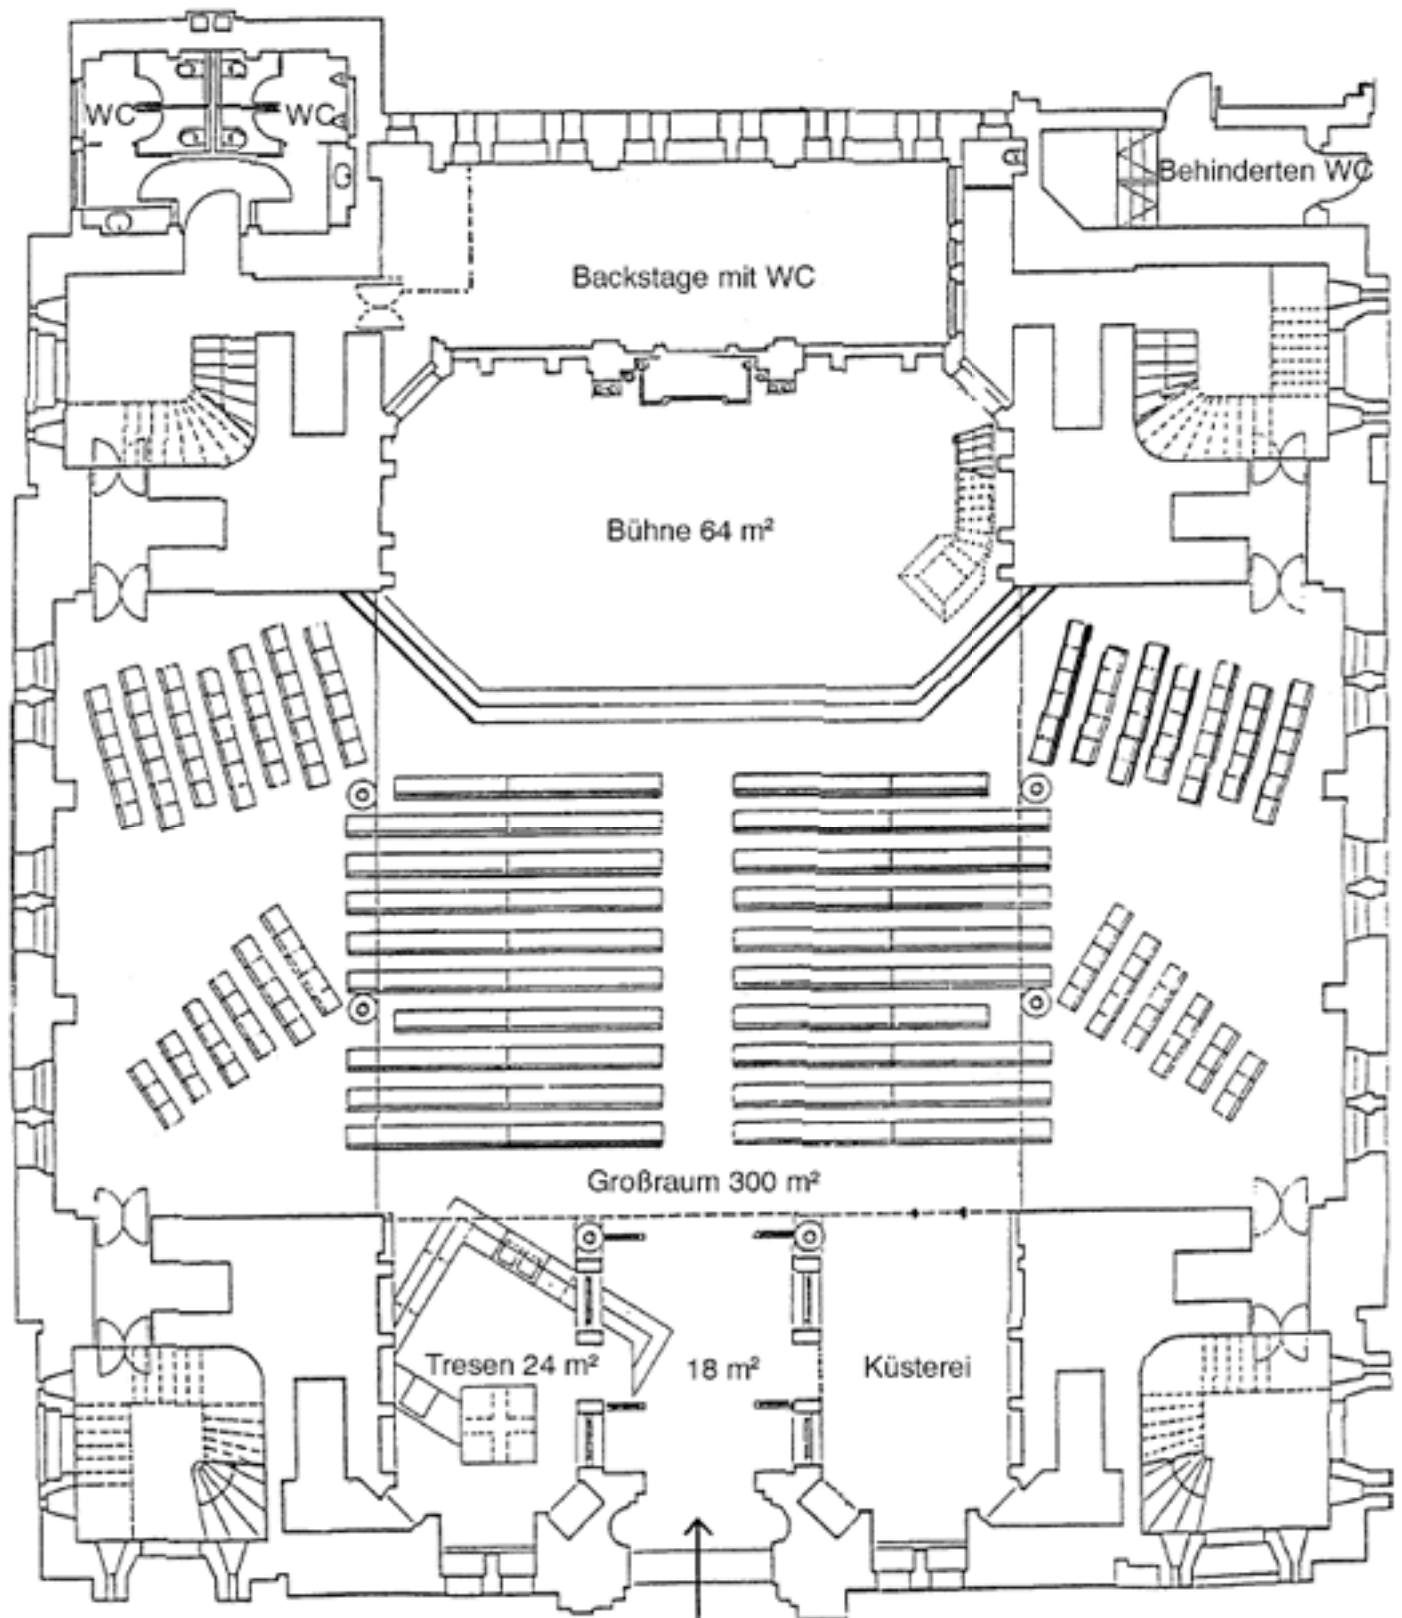 WC
WC
Behinderten WC
Backstage mit WC
Bühne 64 m²
Großraum 300 m²
Tresen 24 m²
18 m²
Küsterei